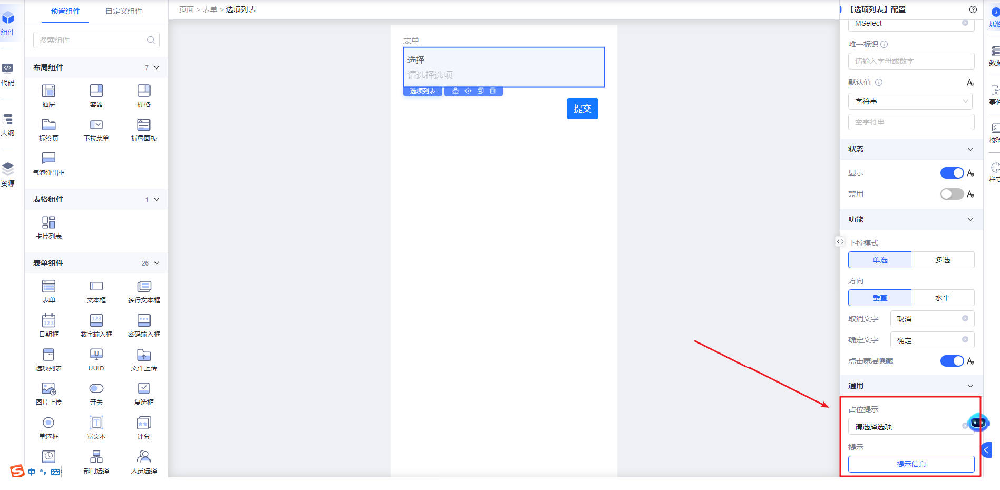 组件
代码
大纲
资源
预置组件
自定义组件
搜索组件
布局组件 7
抽屉 容器 栅格
标签页 下拉菜单 折叠面板
气泡弹出框
表格组件 1
卡片列表
表单组件 26
表单 文本框 多行文本框
123 123
日期框 数字输入框 密码输入框
U
选项列表 UUID 文件上传
图片上传 开关 复选框
T
单选框 富文本 评分
部门选择 人员选择
S 中
页面 > 表单 > 选项列表
表单
选择
请选择选项
选项列表
提交
【选项列表】配置
MSelect
唯一标识
请输入字母或数字
默认值 Aa
字符串
空字符串
状态
显示 Aa
禁用 Aa
功能
下拉模式
单选 多选
方向
垂直 水平
取消文字 取消
确定文字 确定
点击蒙层隐藏 Aa
通用
占位提示
请选择选项
提示
提示信息
属性
数据
事件
校验
样式